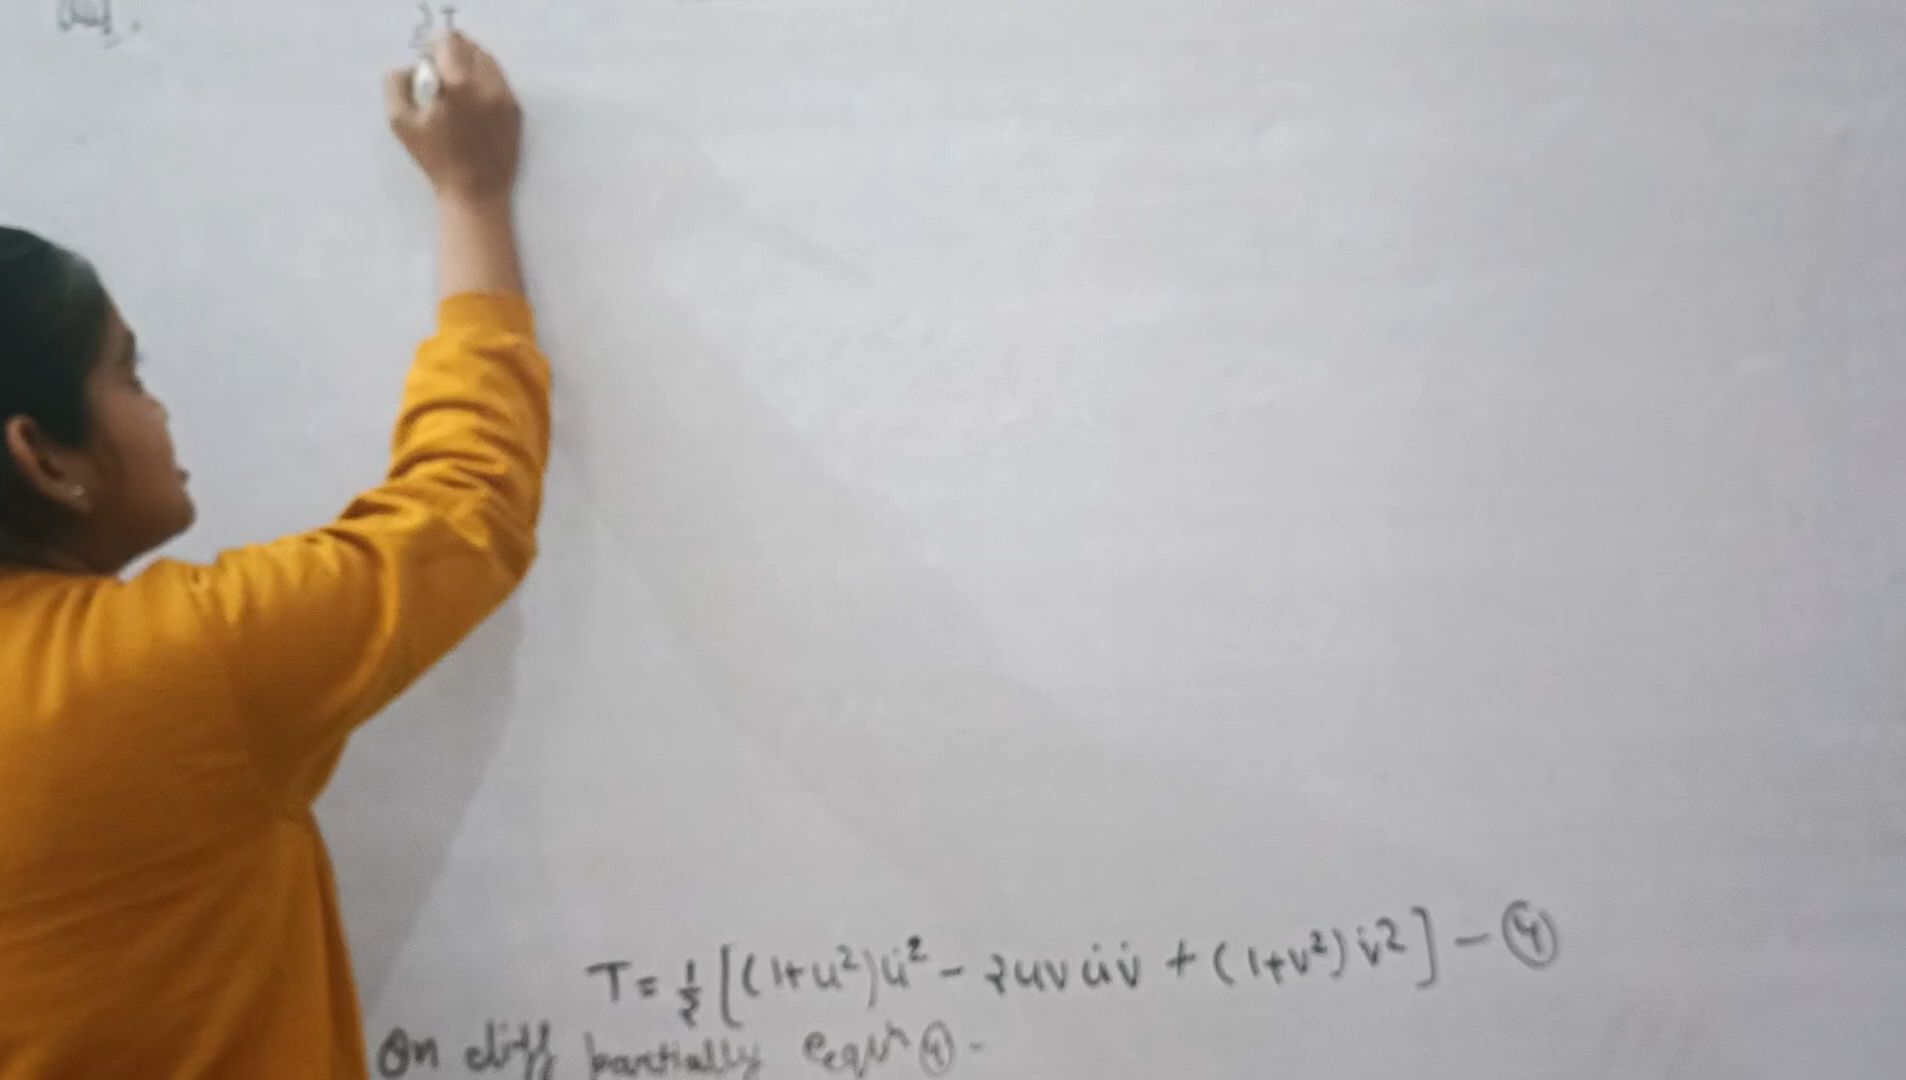 ∂T
T = 1/2 [(1+u²)u̇² - 2uv u̇v̇ + (1+v²) v̇²] - ④
On diff partially eqn ④ -